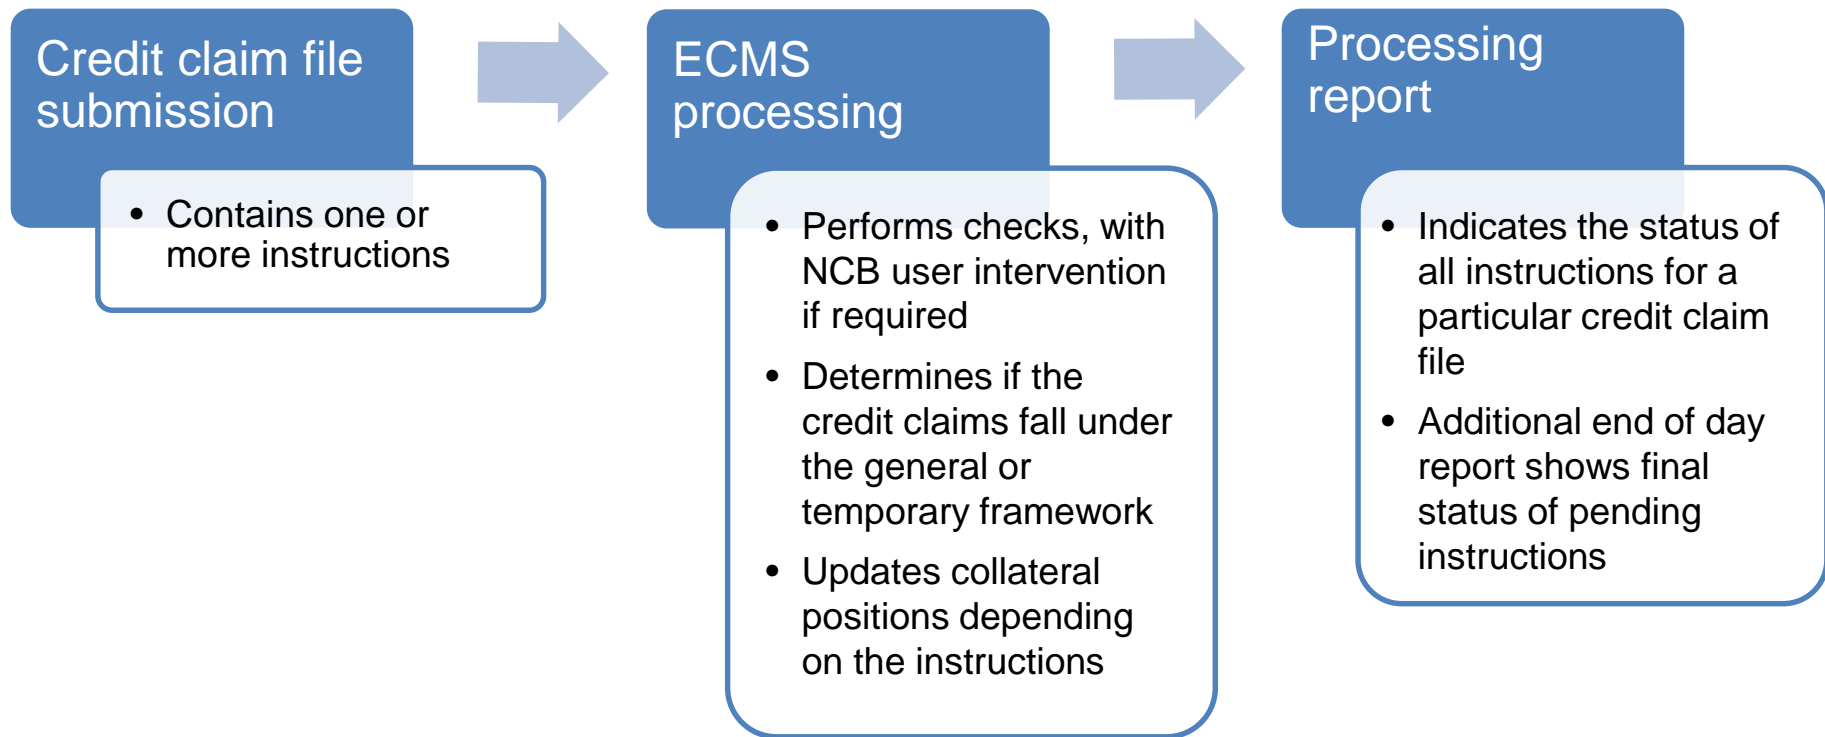 Credit claim file
submission
• Contains one or
more instructions
ECMS
processing
• Performs checks, with
NCB user intervention
if required
• Determines if the
credit claims fall under
the general or
temporary framework
• Updates collateral
positions depending
on the instructions
Processing
report
• Indicates the status of
all instructions for a
particular credit claim
file
• Additional end of day
report shows final
status of pending
instructions